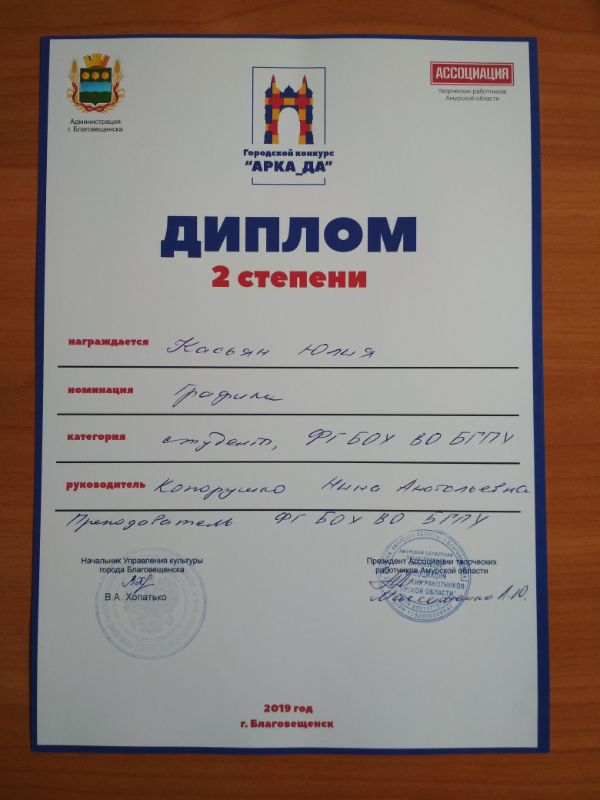 Администрация
г. Благовещенска
АССОЦИАЦИЯ
творческих работников
Амурской области
Городской конкурс
"АРКА_ДА"
ДИПЛОМ
2 степени
награждается Касьян Юлия
номинация Графика
категория студент, ФГБОУ ВО БГПУ
руководитель Копорушко Нина Анатольевна
Преподаватель ФГБОУ ВО БГПУ
Начальник Управления культуры
города Благовещенска
В.А. Хопатько
Президент Ассоциации творческих
работников Амурской области
2019 год
г. Благовещенск